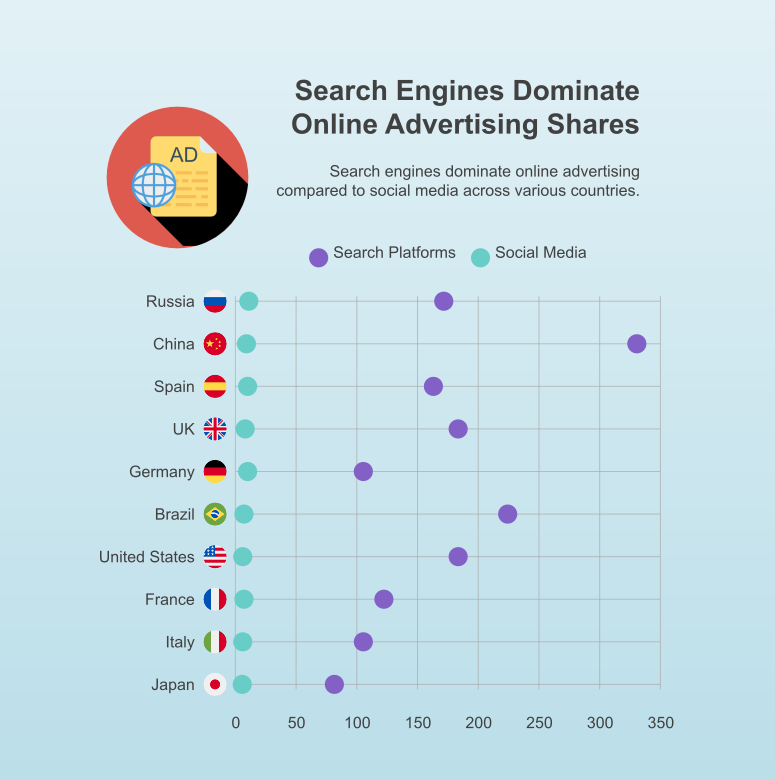 Search Engines Dominate
Online Advertising Shares
AD
Search engines dominate online advertising
compared to social media across various countries.
Search Platforms
Social Media
Russia
China
Spain
UK
Germany
Brazil
United States
France
Italy
Japan
0 50 100 150 200 250 300 350